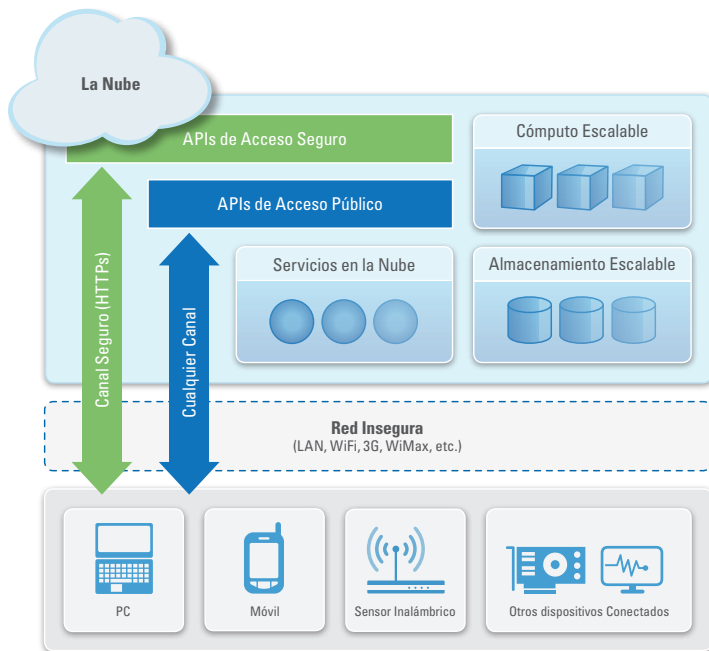 La Nube
APIs de Acceso Seguro
APIs de Acceso Público
Cómputo Escalable
Servicios en la Nube
Almacenamiento Escalable
Canal Seguro (HTTPs)
Cualquier Canal
Red Insegura
(LAN, WiFi, 3G, WiMax, etc.)
PC
Móvil
Sensor Inalámbrico
Otros dispositivos Conectados